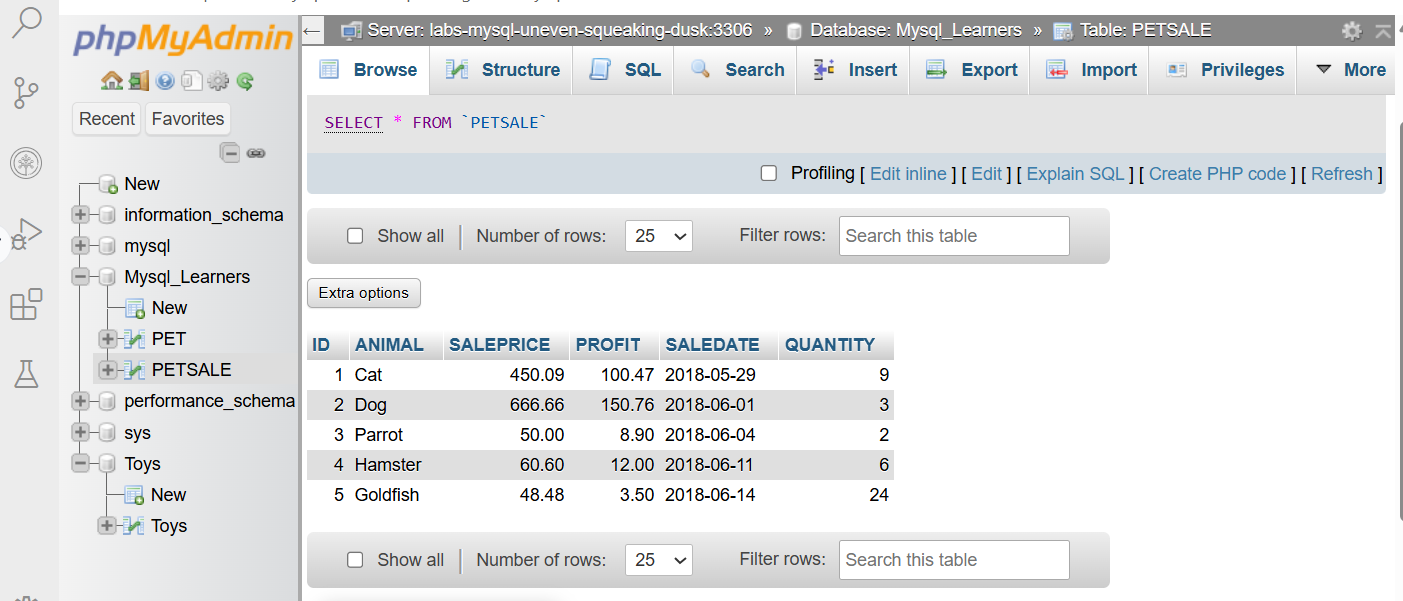 phpMyAdmin
Recent Favorites
New
information_schema
mysql
Mysql_Learners
New
PET
PETSALE
performance_schema
sys
Toys
New
Toys
Server: labs-mysql-uneven-squeaking-dusk:3306 » Database: Mysql_Learners » Table: PETSALE
Browse Structure SQL Search Insert Export Import Privileges More
SELECT * FROM `PETSALE`
Profiling [ Edit inline ] [ Edit ] [ Explain SQL ] [ Create PHP code ] [ Refresh ]
Show all | Number of rows: 25 Filter rows: Search this table
Extra options
ID ANIMAL SALEPRICE PROFIT SALEDATE QUANTITY
1 Cat 450.09 100.47 2018-05-29 9
2 Dog 666.66 150.76 2018-06-01 3
3 Parrot 50.00 8.90 2018-06-04 2
4 Hamster 60.60 12.00 2018-06-11 6
5 Goldfish 48.48 3.50 2018-06-14 24
Show all | Number of rows: 25 Filter rows: Search this table